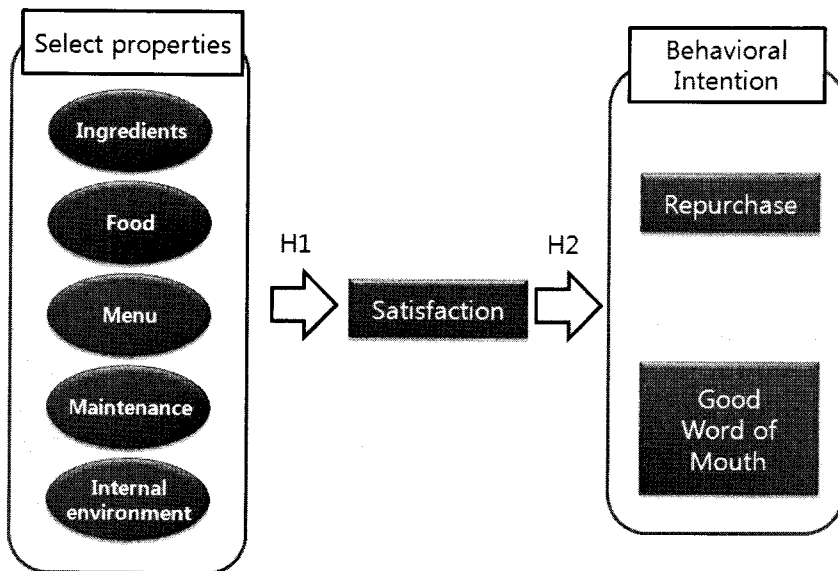 Select properties
Ingredients
Food
Menu
Maintenance
Internal
environment
H1
Satisfaction
H2
Behavioral
Intention
Repurchase
Good
Word of
Mouth